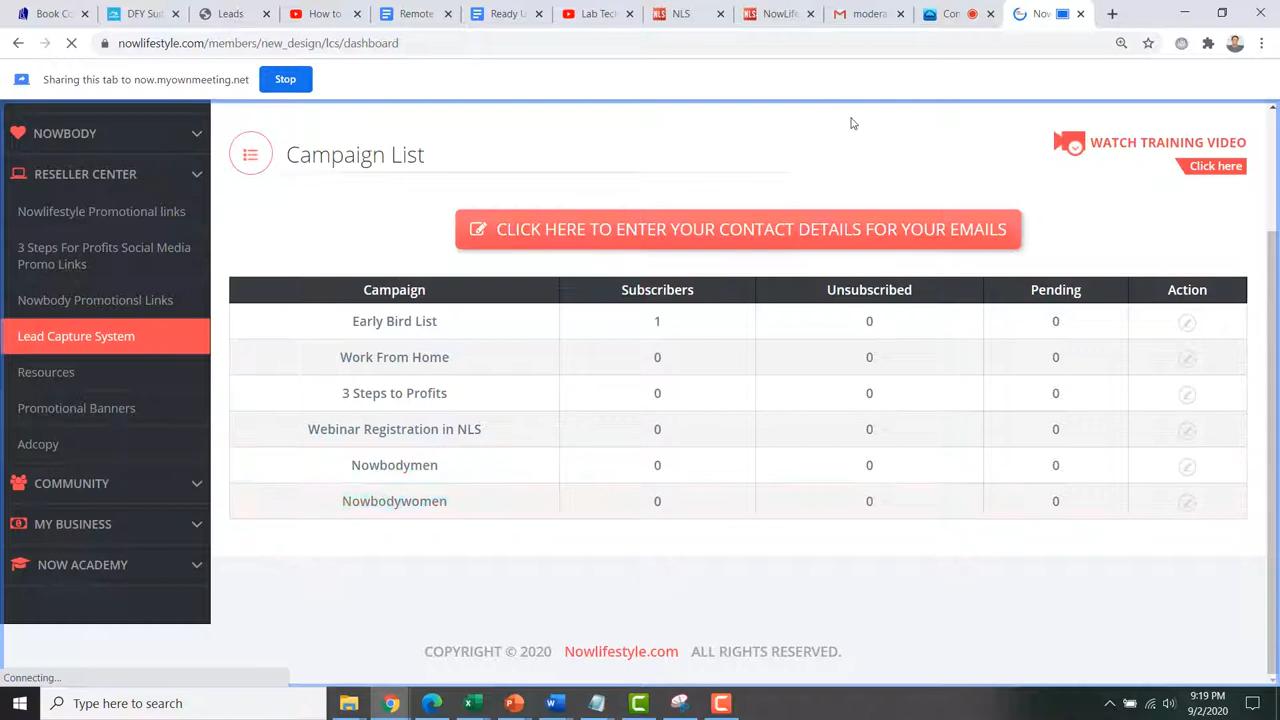 Book Co
DFY Sui
Leads
How to
Remote
Ready U
Lab Tech
NLS
NLS
NLS
NowLife
modera
Con
Nov
nowlifestyle.com/members/new_design/lcs/dashboard
Sharing this tab to now.myownmeeting.net
Stop
NOWBODY
RESELLER CENTER
Nowlifestyle Promotional links
3 Steps For Profits Social Media
Promo Links
Nowbody Promotionsl Links
Lead Capture System
Resources
Promotional Banners
Adcopy
COMMUNITY
MY BUSINESS
NOW ACADEMY
Campaign List
WATCH TRAINING VIDEO
Click here
CLICK HERE TO ENTER YOUR CONTACT DETAILS FOR YOUR EMAILS
Campaign Subscribers Unsubscribed Pending Action
Early Bird List 1 0 0
Work From Home 0 0 0
3 Steps to Profits 0 0 0
Webinar Registration in NLS 0 0 0
Nowbodymen 0 0 0
Nowbodywomen 0 0 0
COPYRIGHT © 2020 Nowlifestyle.com ALL RIGHTS RESERVED.
Connecting...
Type here to search
9:19 PM
9/2/2020